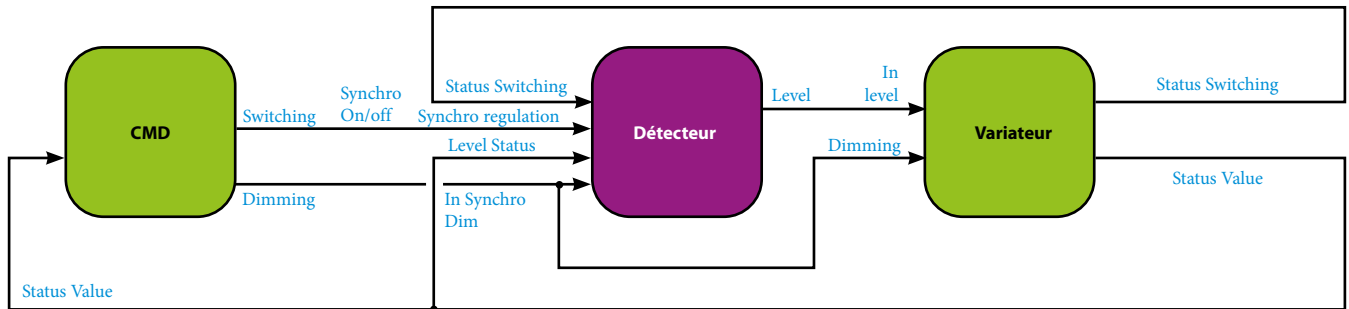 Status Switching
In
level
Status Switching
Synchro
On/off
Level
Switching
Synchro regulation
CMD
Détecteur
Variateur
Level Status
Dimming
Status Value
Dimming
In Synchro
Dim
Status Value